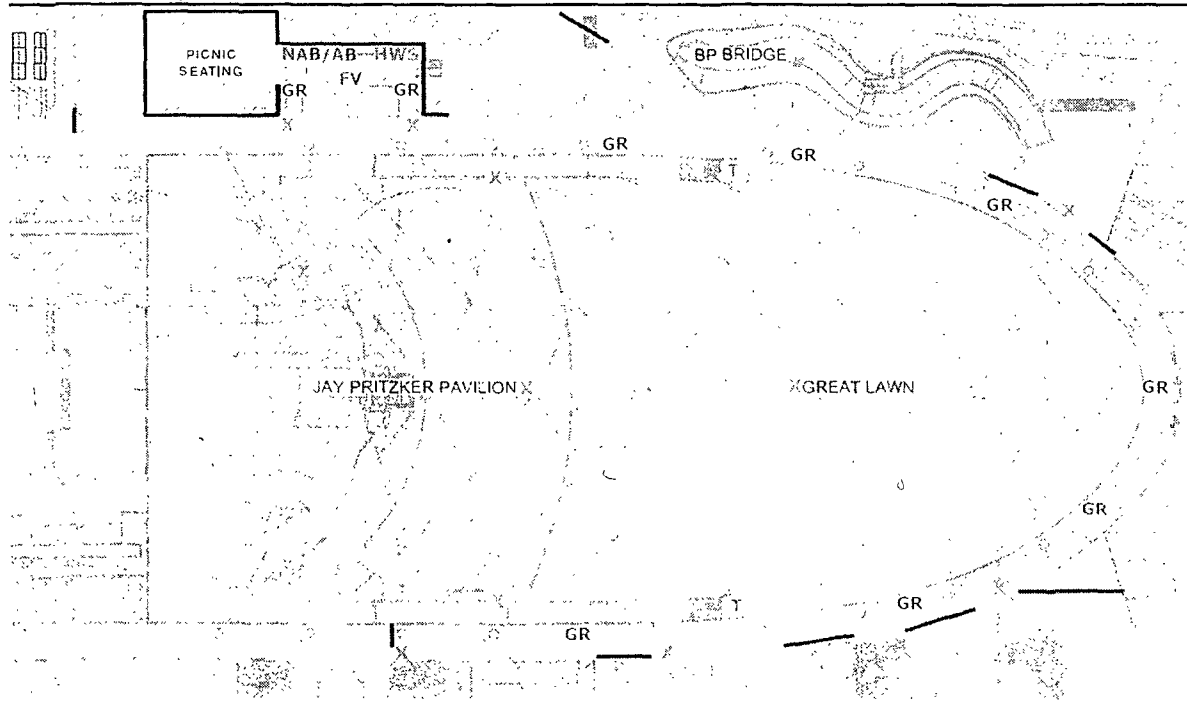 PICNIC
SEATING
NAB/AB HWS
FV
GR
GR
BP BRIDGE
X
X
GR
GR
T
X
GR
X
JAY PRITZKER PAVILION X
X GREAT LAWN
GR
GR
X
T
GR
GR
X
X